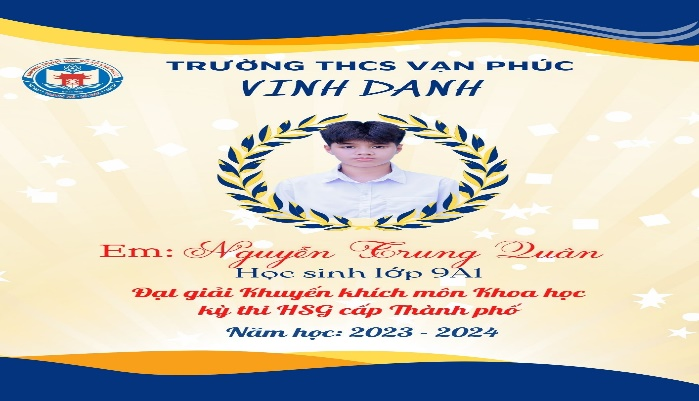 TRƯỜNG THCS VẠN PHÚC
VINH DANH
Em: Nguyễn Trung Quân
Học sinh lớp 9A1
Đạt giải Khuyến khích môn Khoa học
kỳ thi HSG cấp Thành phố
Năm học: 2023 - 2024